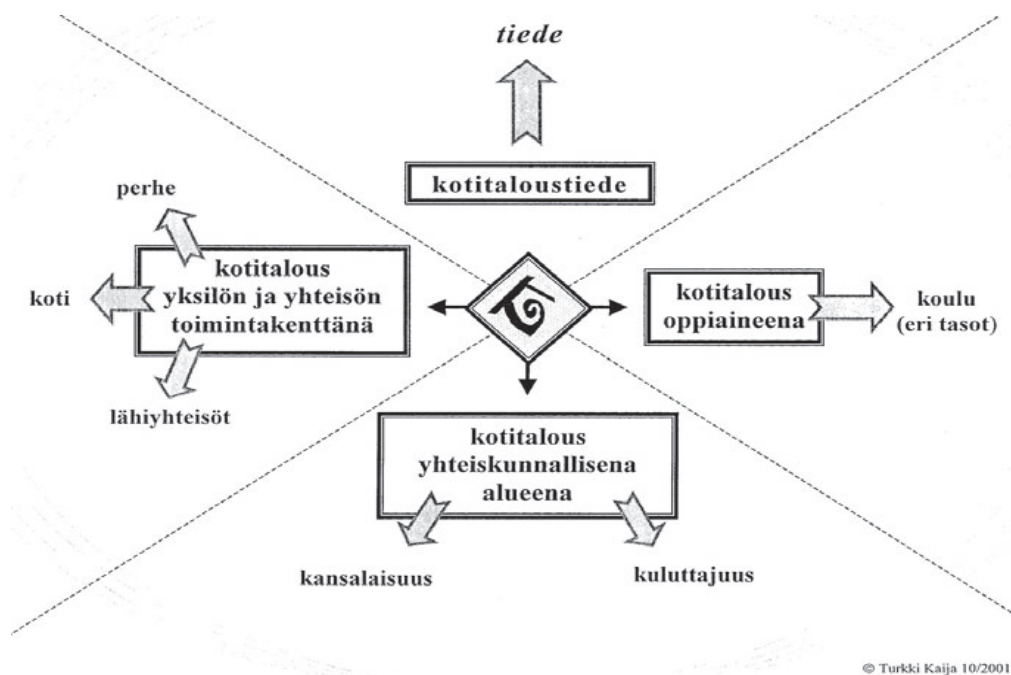 tiede
kotitaloustiede
perhe
kotitalous
yksilön ja yhteisön
toimintakenttänä
koti
lähiyhteisöt
kotitalous
oppiaineena
koulu
(eri tasot)
kotitalous
yhteiskunnallisena
alueena
kansalaisuus
kuluttajuus
© Turkki Kaija 10/2001